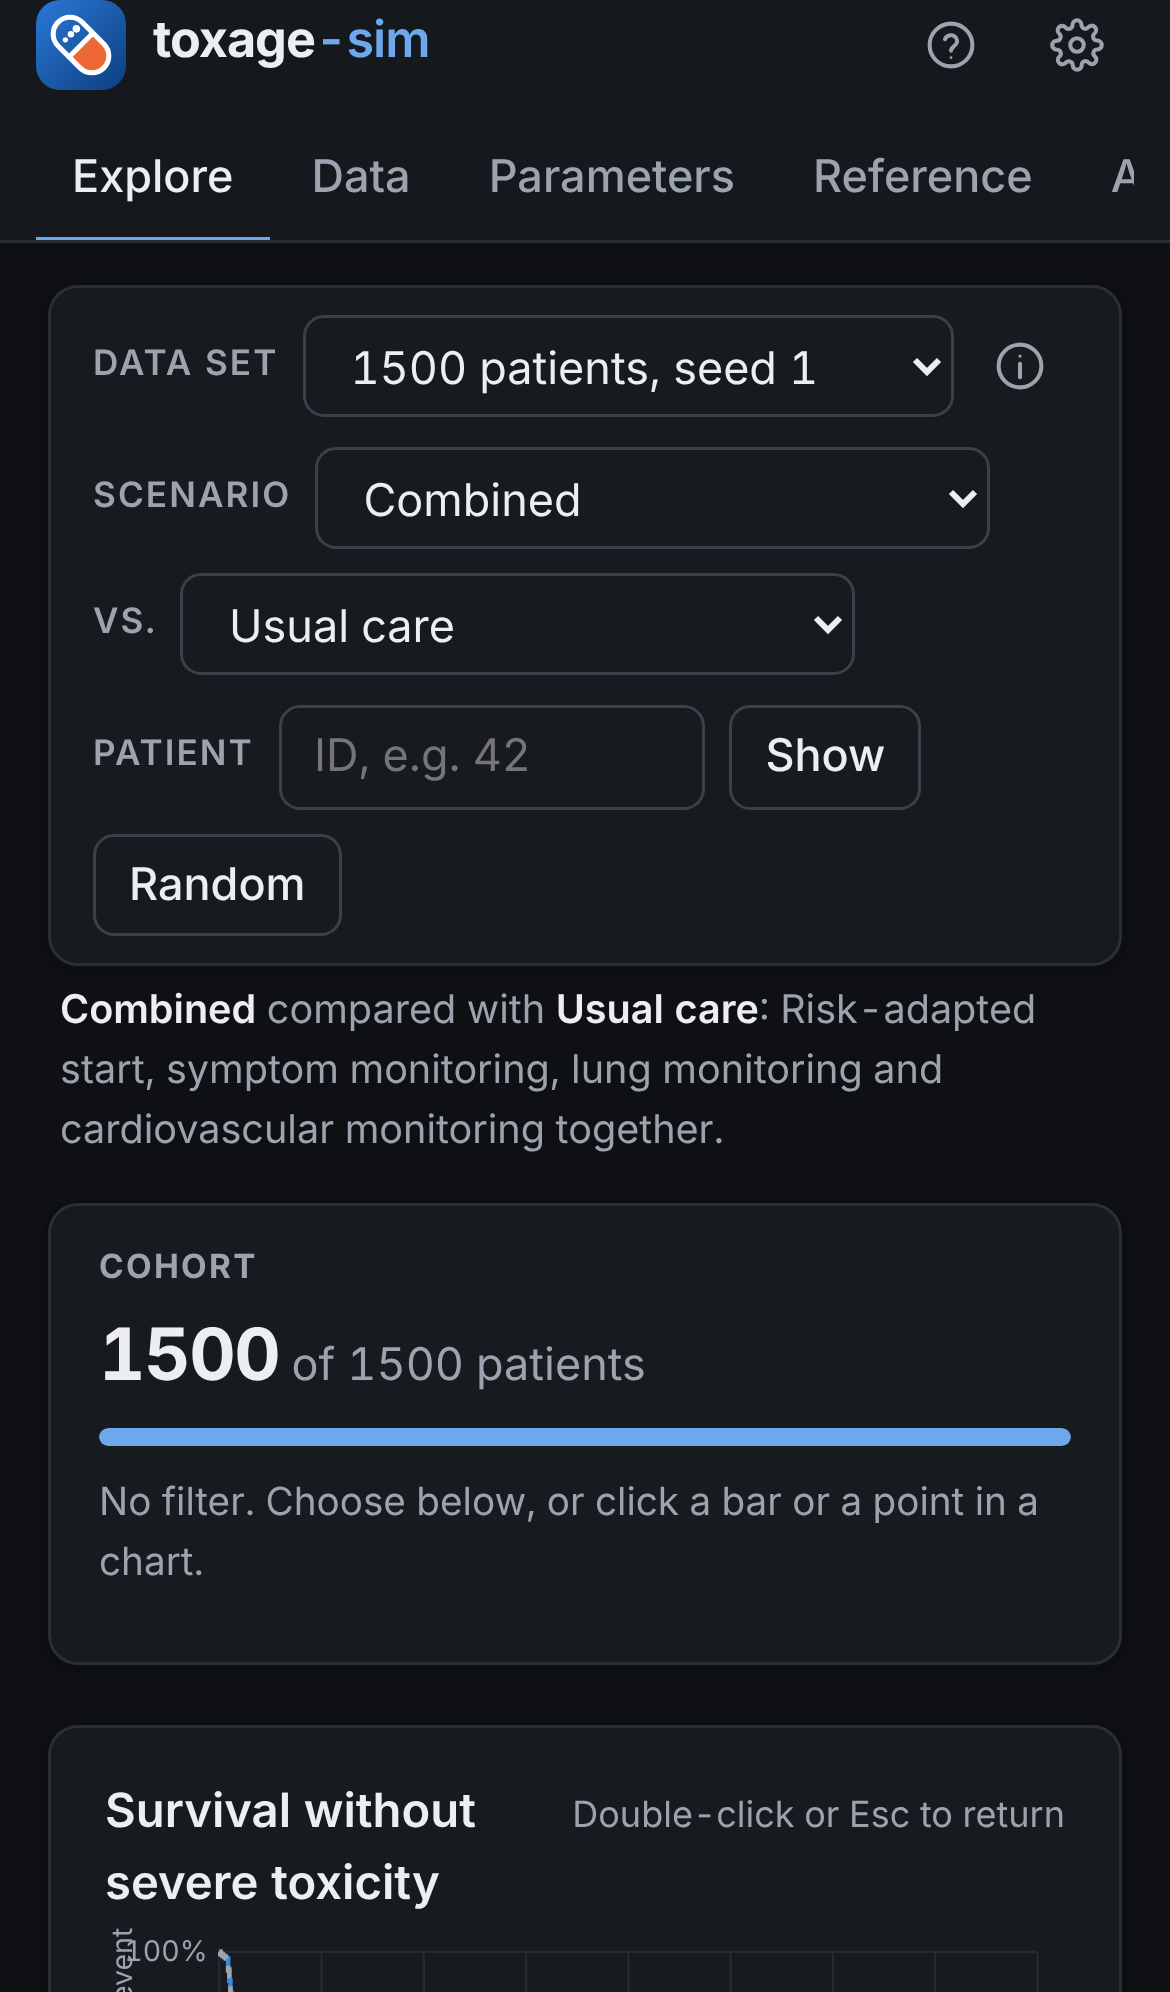 toxage-sim
Explore Data Parameters Reference A
DATA SET 1500 patients, seed 1
SCENARIO Combined
VS. Usual care
PATIENT ID, e.g. 42 Show
Random
Combined compared with Usual care: Risk-adapted
start, symptom monitoring, lung monitoring and
cardiovascular monitoring together.
COHORT
1500 of 1500 patients
No filter. Choose below, or click a bar or a point in a
chart.
Survival without
severe toxicity
Double-click or Esc to return
100%
event